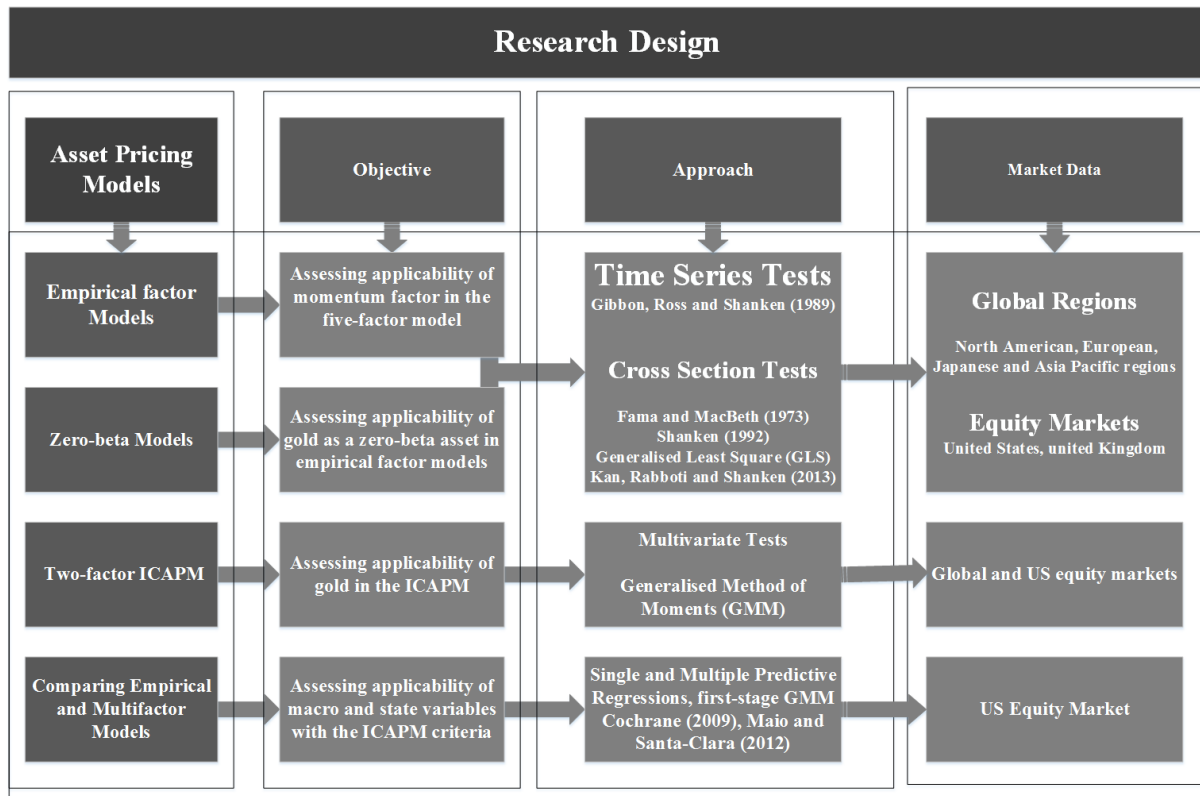 Research Design
Asset Pricing
Models
Objective
Approach
Market Data
Empirical factor
Models
Assessing applicability of
momentum factor in the
five-factor model
Time Series Tests
Gibbon, Ross and Shanken (1989)
Cross Section Tests
Fama and MacBeth (1973)
Shanken (1992)
Generalised Least Square (GLS)
Kan, Rabboti and Shanken (2013)
Global Regions
North American, European,
Japanese and Asia Pacific regions
Equity Markets
United States, united Kingdom
Zero-beta Models
Assessing applicability of
gold as a zero-beta asset in
empirical factor models
Two-factor ICAPM
Assessing applicability of
gold in the ICAPM
Multivariate Tests
Generalised Method of
Moments (GMM)
Global and US equity markets
Comparing Empirical
and Multifactor
Models
Assessing applicability of
macro and state variables
with the ICAPM criteria
Single and Multiple Predictive
Regressions, first-stage GMM
Cochrane (2009), Maio and
Santa-Clara (2012)
US Equity Market